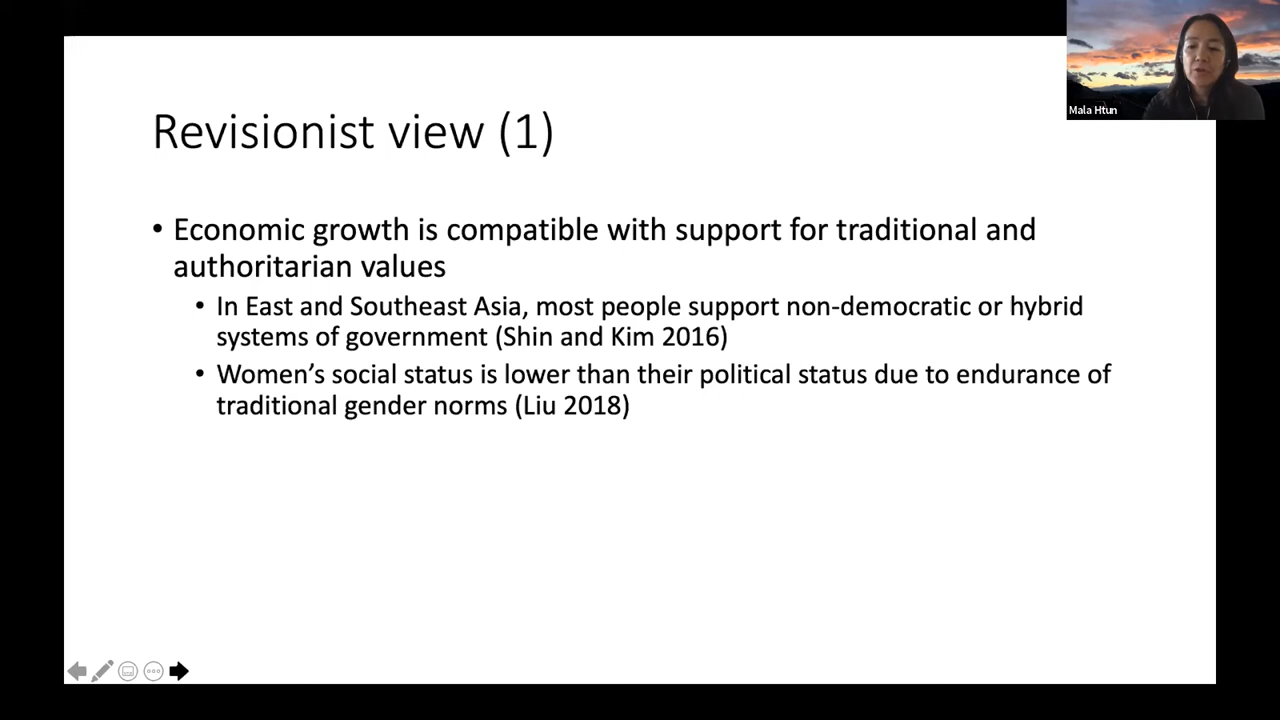 Mala Htun
Revisionist view (1)
• Economic growth is compatible with support for traditional and
authoritarian values
• In East and Southeast Asia, most people support non-democratic or hybrid
systems of government (Shin and Kim 2016)
• Women’s social status is lower than their political status due to endurance of
traditional gender norms (Liu 2018)